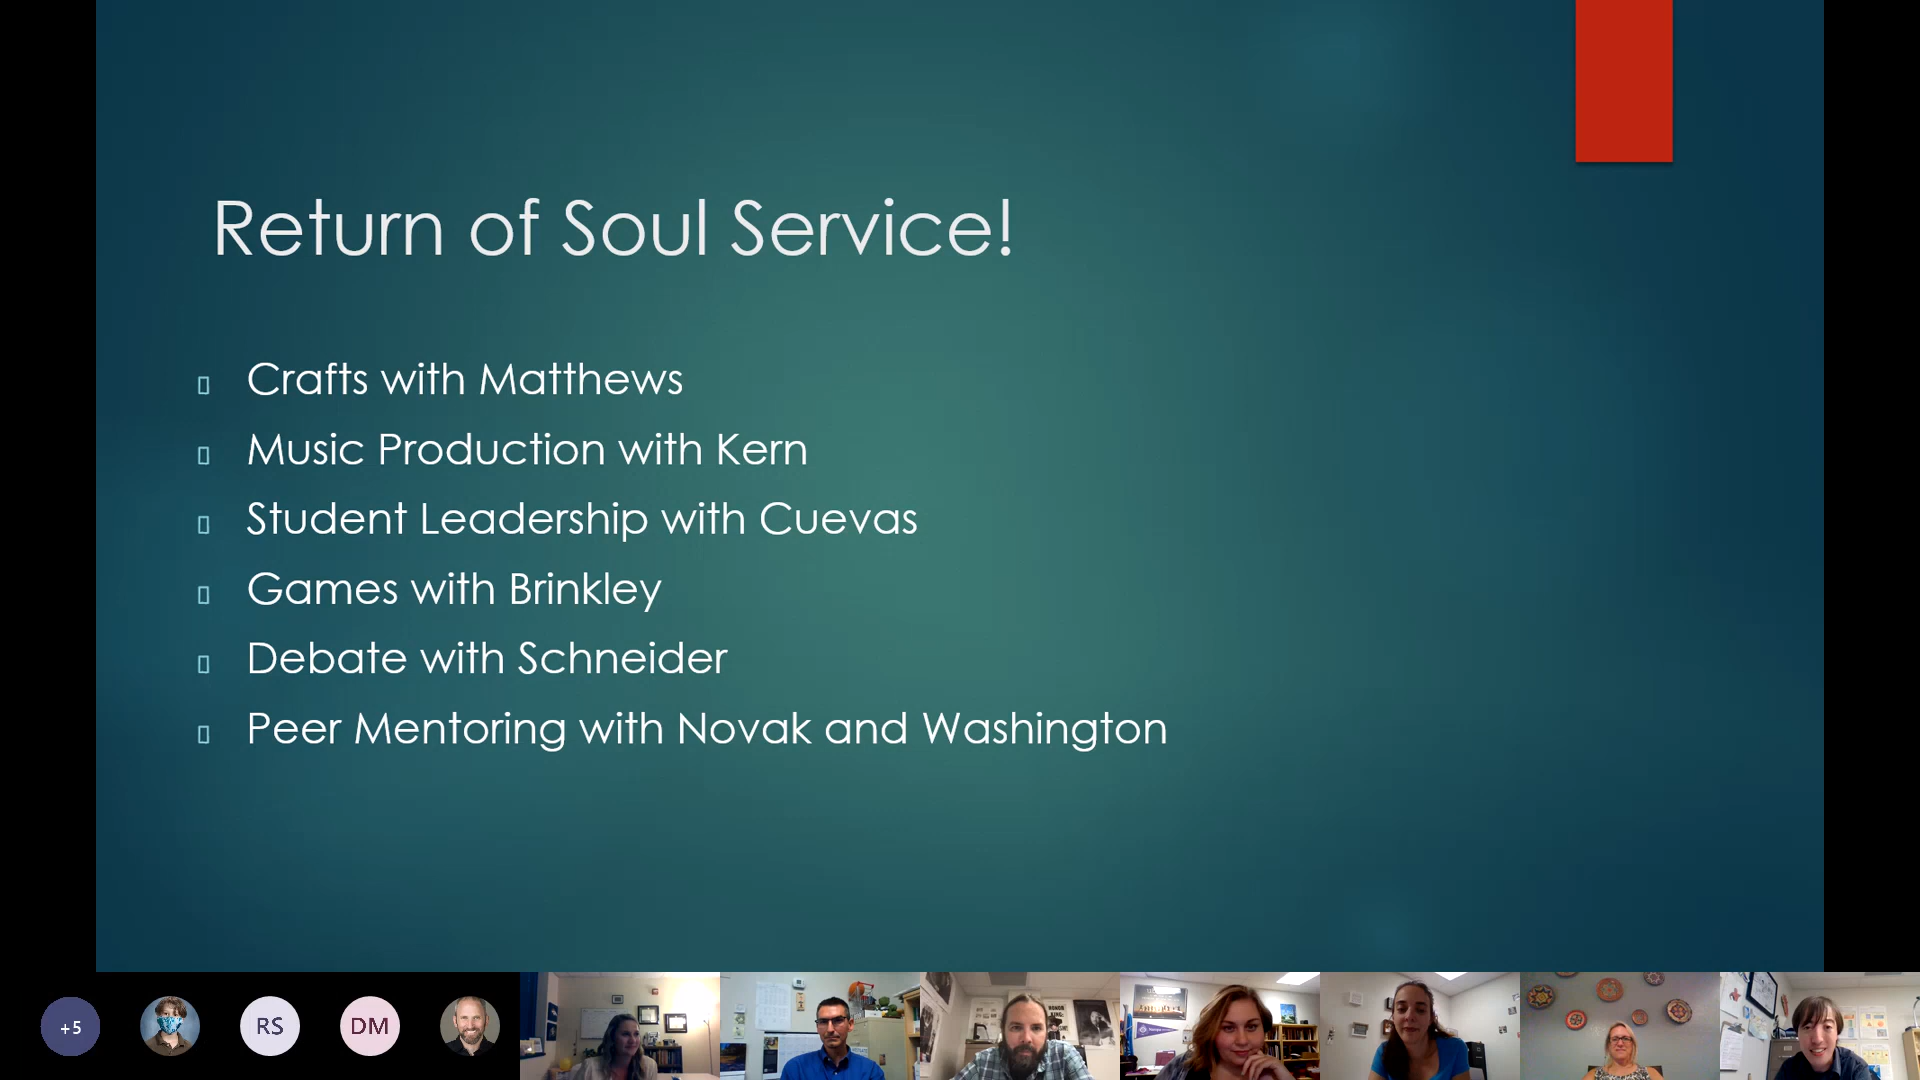 Return of Soul Service!
Crafts with Matthews
Music Production with Kern
Student Leadership with Cuevas
Games with Brinkley
Debate with Schneider
Peer Mentoring with Novak and Washington
+5
RS
DM